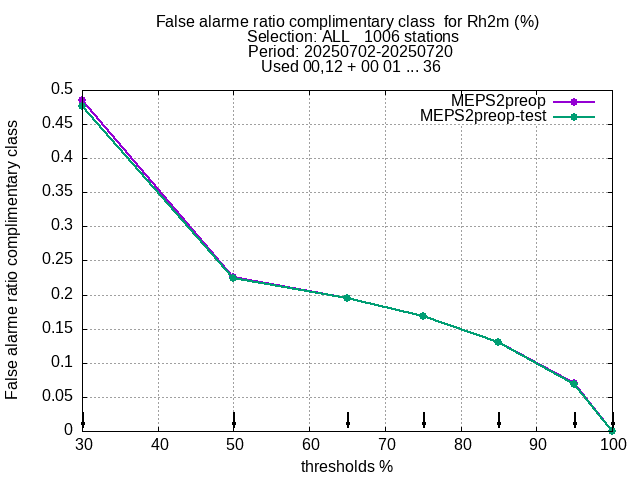 False alarme ratio complimentary class  for Rh2m (%)
Selection: ALL   1006 stations
Period: 20250702-20250720
Used 00,12 + 00 01 ... 36
MEPS2preop
MEPS2preop-test
False alarme ratio complimentary class
0.5
0.45
0.4
0.35
0.3
0.25
0.2
0.15
0.1
0.05
0
30 40 50 60 70 80 90 100
thresholds %